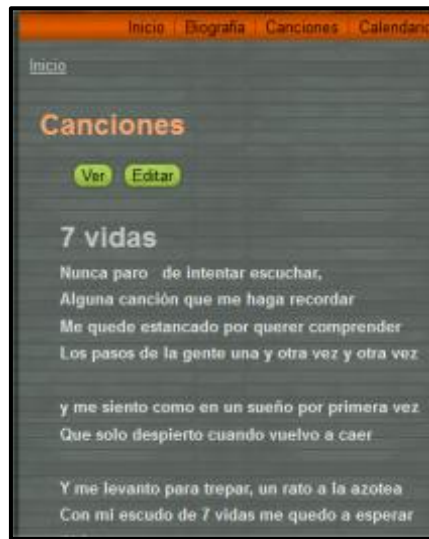 Inicio Biografía Canciones Calendario
Inicio
Canciones
Ver Editar
7 vidas
Nunca paro de intentar escuchar,
Alguna canción que me haga recordar
Me quede estancado por querer comprender
Los pasos de la gente una y otra vez y otra vez
y me siento como en un sueño por primera vez
Que solo despierto cuando vuelvo a caer
Y me levanto para trepar, un rato a la azotea
Con mi escudo de 7 vidas me quedo a esperar